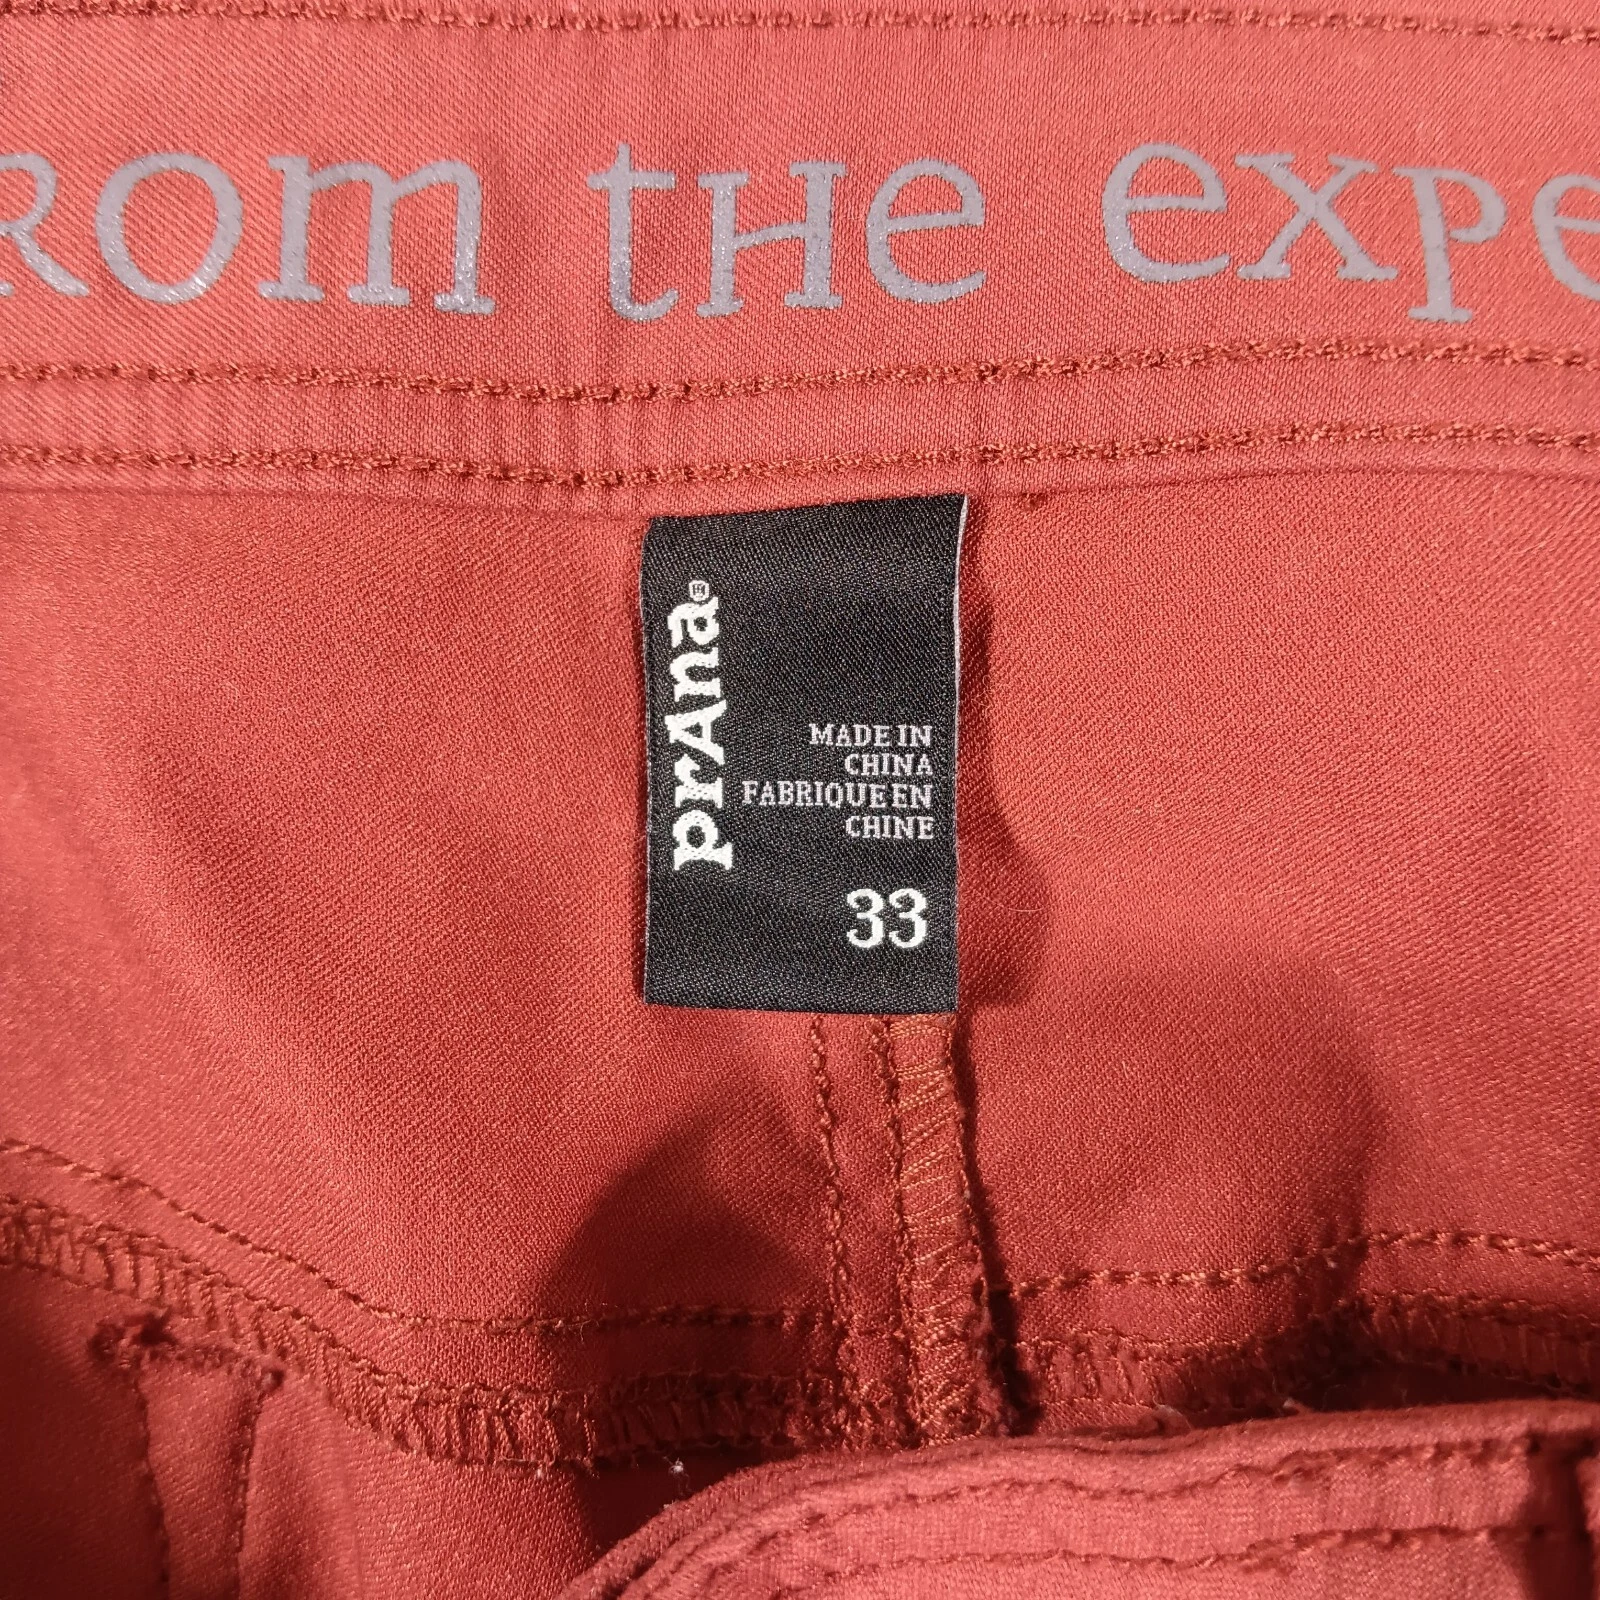 ROm tHe expe
prAna®
MADE IN
CHINA
FABRIQUE EN
CHINE
33